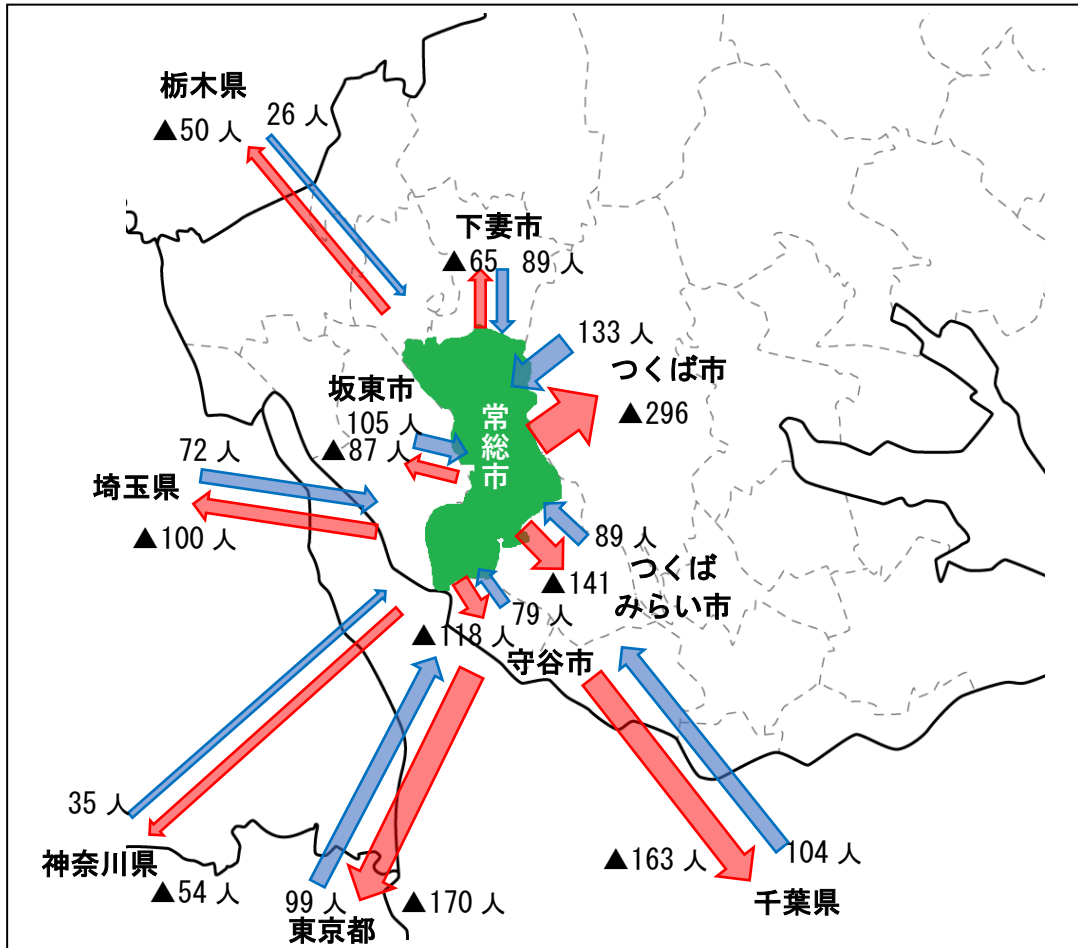 栃木県
▲50 人
26 人
下妻市
▲65
89 人
133 人
つくば市
▲296
坂東市
105 人
▲87 人
常総市
72 人
埼玉県
▲100 人
89 人
▲141
つくば
みらい市
79 人
▲118 人
守谷市
35 人
神奈川県
▲54 人
99 人
東京都
▲170 人
▲163 人
104 人
千葉県